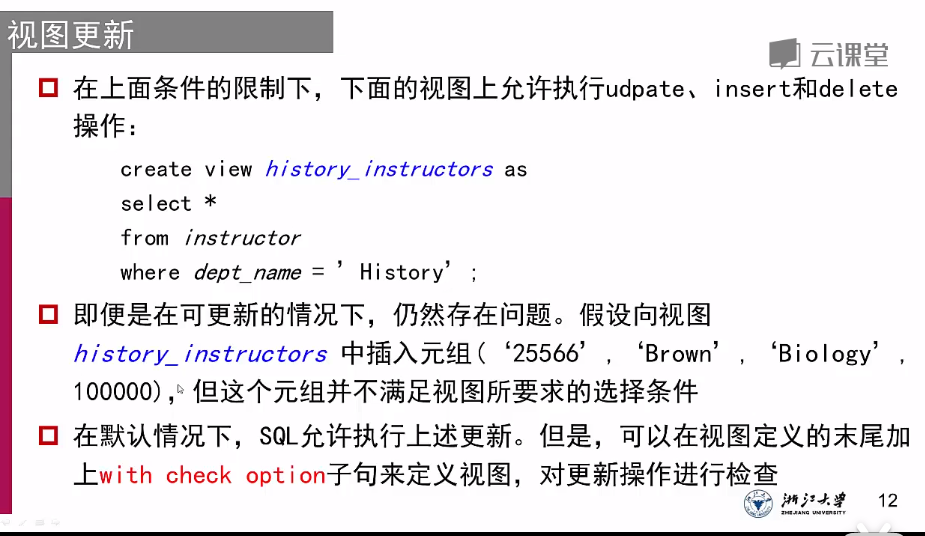 视图更新
云课堂
在上面条件的限制下，下面的视图上允许执行udpate、insert和delete
操作：
create view history_instructors as
select *
from instructor
where dept_name = ’History’;
即便是在可更新的情况下，仍然存在问题。假设向视图
history_instructors 中插入元组(‘25566’, ‘Brown’, ‘Biology’,
100000)，但这个元组并不满足视图所要求的选择条件
在默认情况下，SQL允许执行上述更新。但是，可以在视图定义的末尾加
上with check option子句来定义视图，对更新操作进行检查
浙江大学
ZHEJIANG UNIVERSITY
12